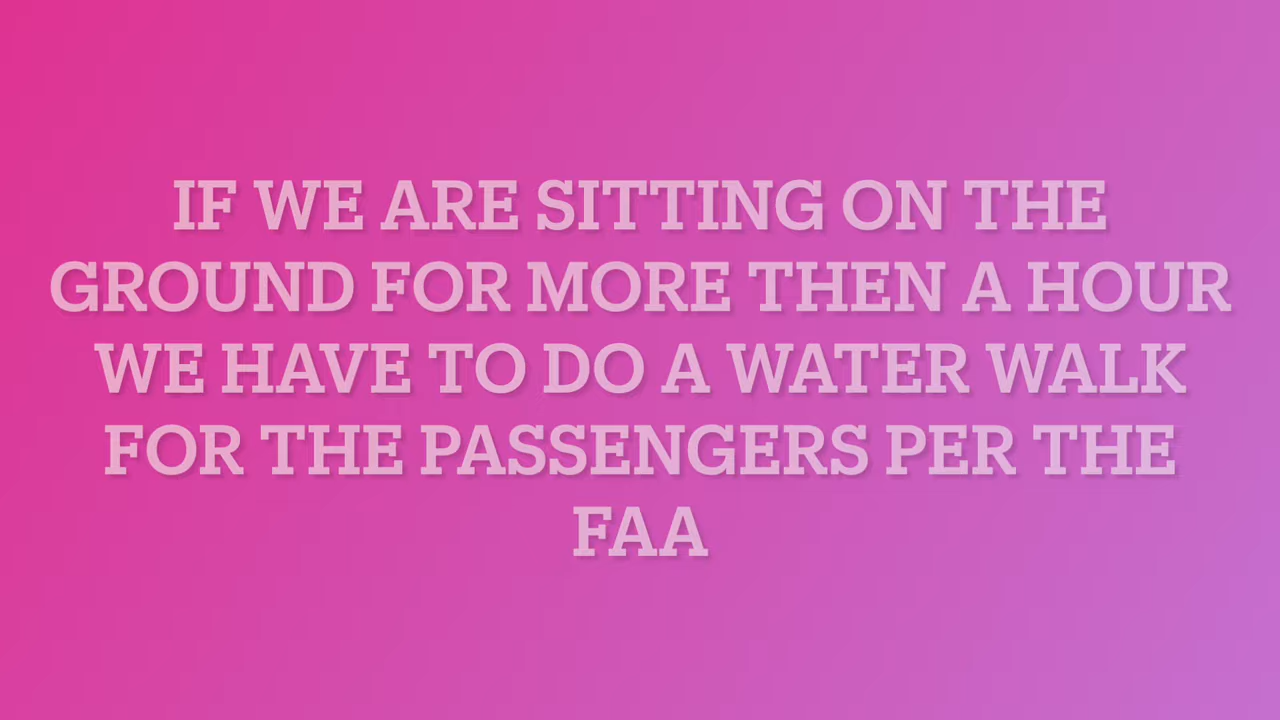 IF WE ARE SITTING ON THE
GROUND FOR MORE THEN A HOUR
WE HAVE TO DO A WATER WALK
FOR THE PASSENGERS PER THE
FAA